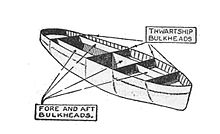 THWARTSHIP
BULKHEADS
FORE AND AFT
BULKHEADS.